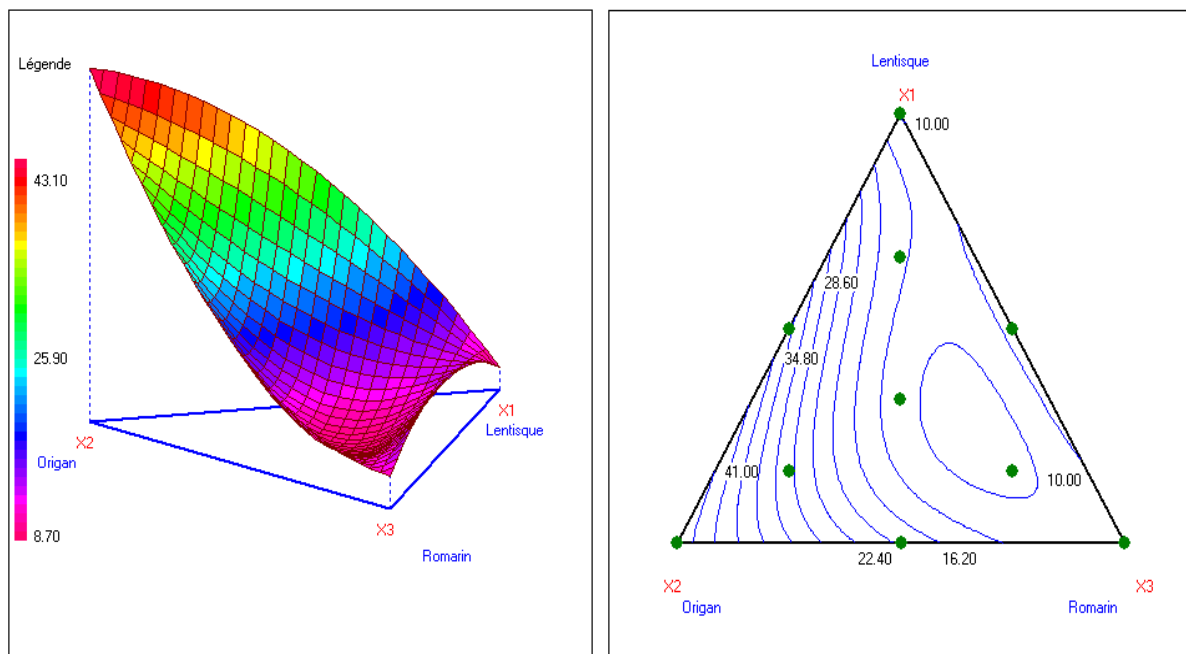 Légende
43.10
25.90
8.70
X2
Origan
X1
Lentisque
X3
Romarin
Lentisque
X1
10.00
28.60
34.80
41.00
10.00
22.40
16.20
X2
Origan
X3
Romarin